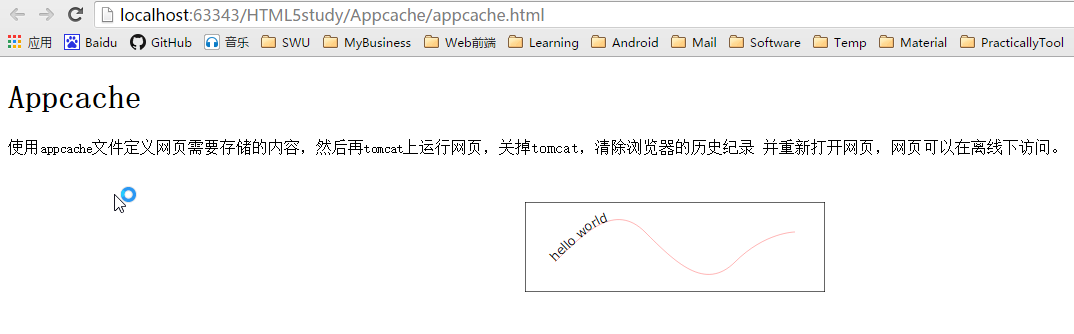 localhost:63343/HTML5study/Appcache/appcache.html
应用 Baidu GitHub 音乐 SWU MyBusiness Web前端 Learning Android Mail Software Temp Material PracticallyTool
Appcache
使用appcache文件定义网页需要存储的内容，然后再tomcat上运行网页，关掉tomcat，清除浏览器的历史纪录 并重新打开网页，网页可以在离线下访问。
hello world